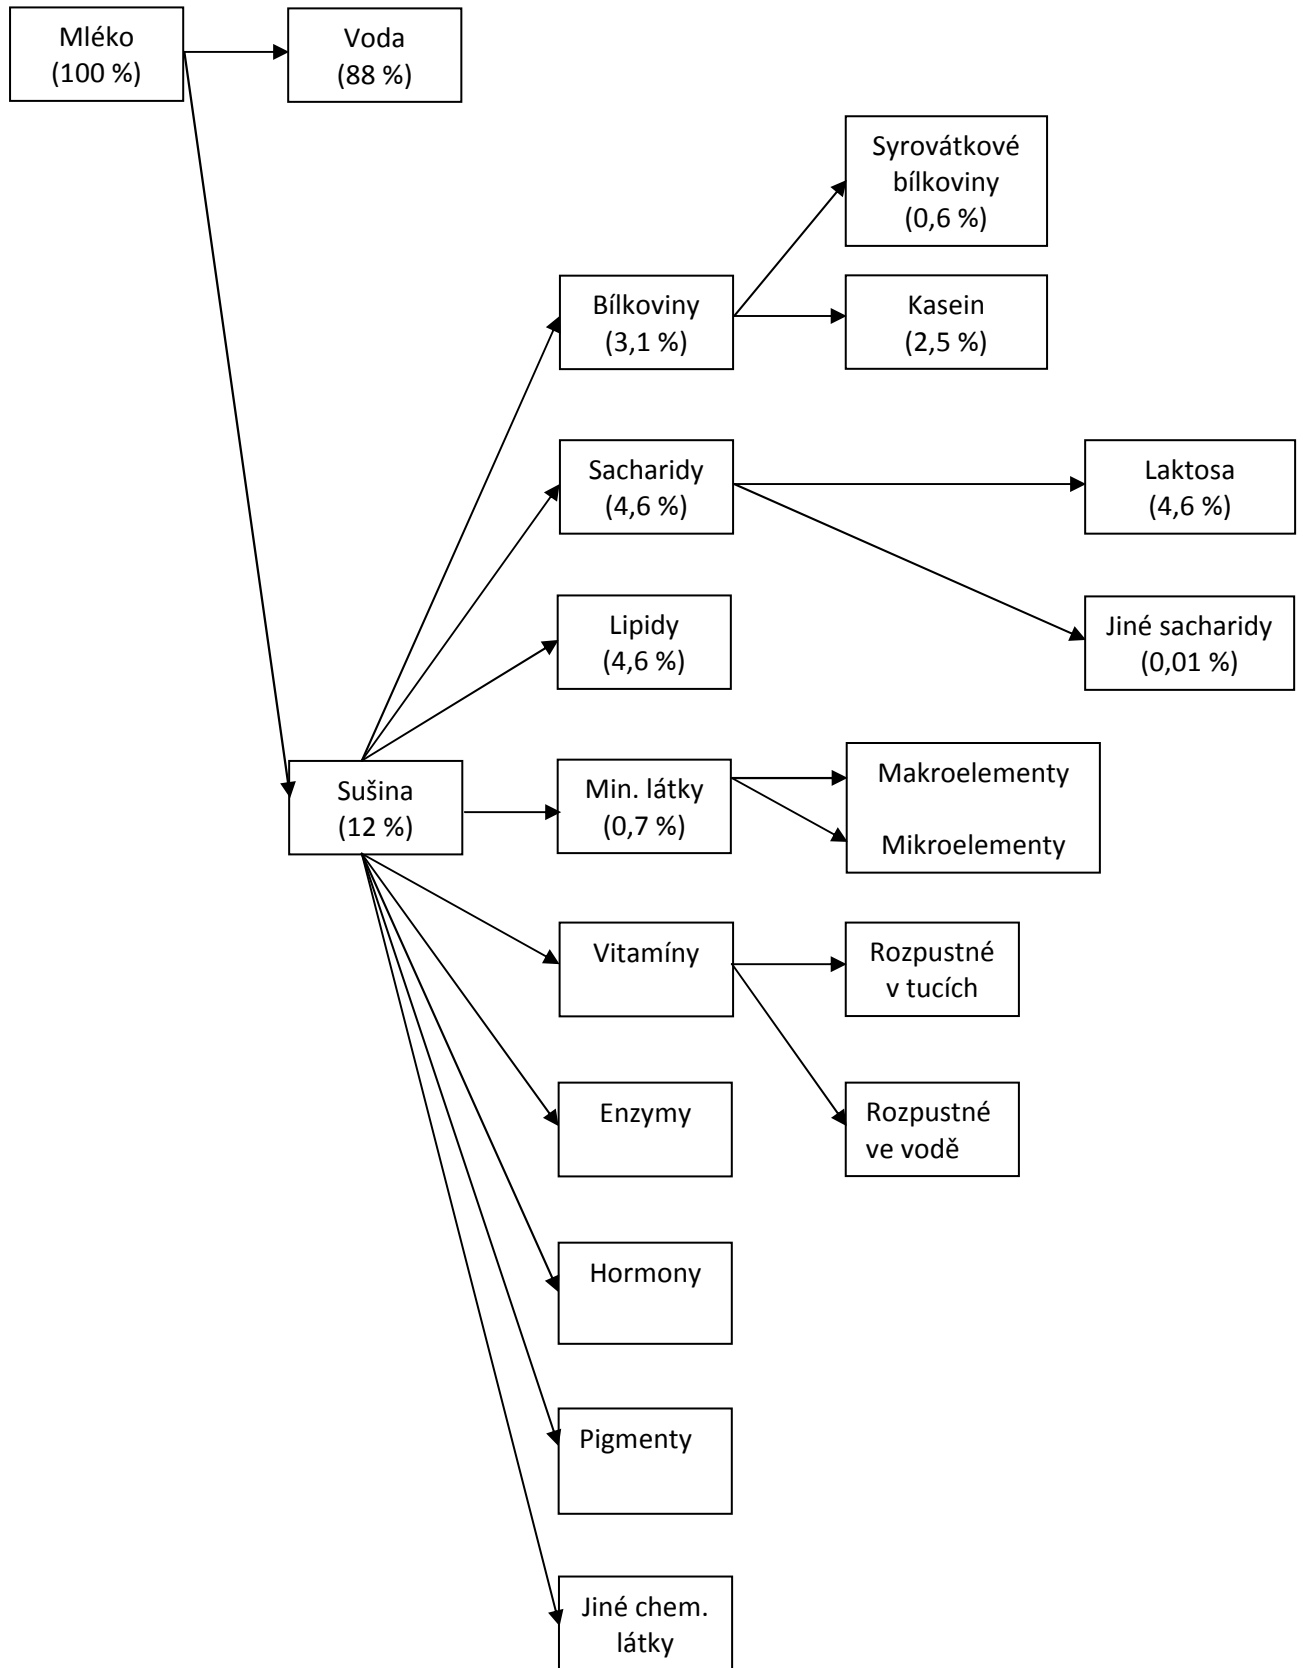 Mléko
(100 %)
Voda
(88 %)
Syrovátkové
bílkoviny
(0,6 %)
Bílkoviny
(3,1 %)
Kasein
(2,5 %)
Sacharidy
(4,6 %)
Laktosa
(4,6 %)
Lipidy
(4,6 %)
Jiné sacharidy
(0,01 %)
Sušina
(12 %)
Min. látky
(0,7 %)
Makroelementy
Mikroelementy
Vitamíny
Rozpustné
v tucích
Enzymy
Rozpustné
ve vodě
Hormony
Pigmenty
Jiné chem.
látky